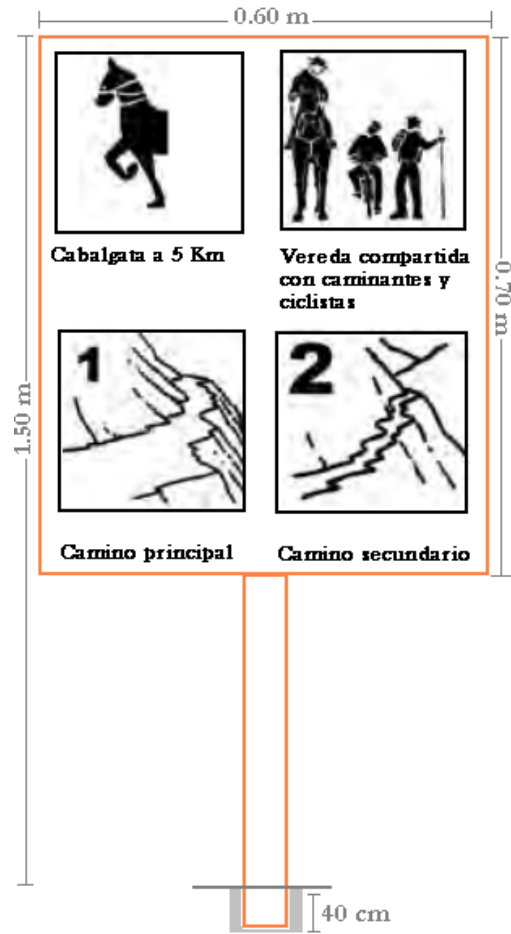 0.60 m
Cabalgata a 5 Km
Vereda compartida
con caminantes y
ciclistas
0.70 m
1.50 m
1
2
Camino principal
Camino secundario
40 cm